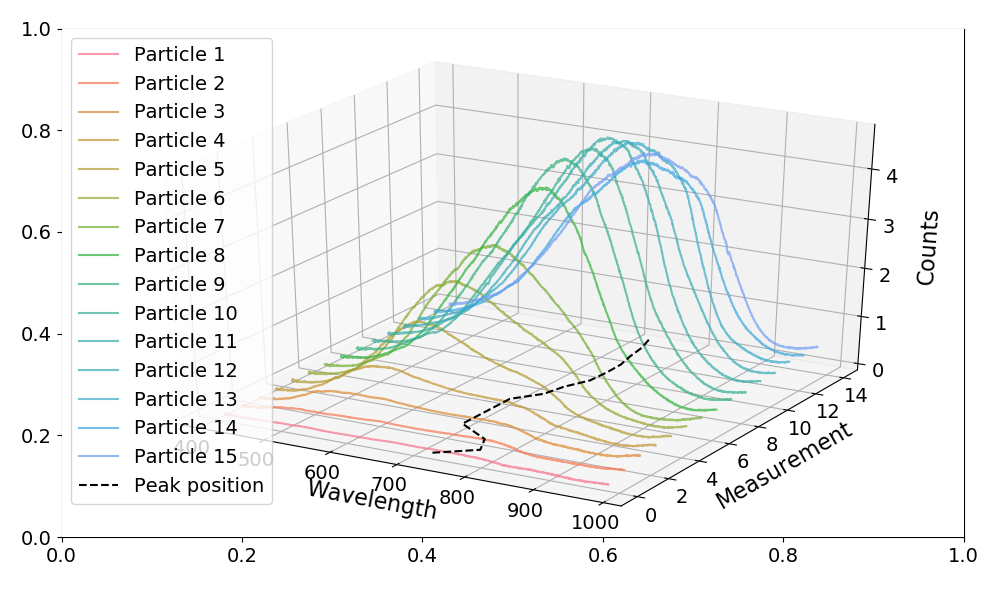 1.0
0.8
0.6
0.4
0.2
0.0
0.0
0.2
0.4
0.6
0.8
1.0
Particle 1
Particle 2
Particle 3
Particle 4
Particle 5
Particle 6
Particle 7
Particle 8
Particle 9
Particle 10
Particle 11
Particle 12
Particle 13
Particle 14
Particle 15
Peak position
400
500
600
700
800
900
1000
Wavelength
0
2
4
6
8
10
12
14
Measurement
0
1
2
3
4
Counts